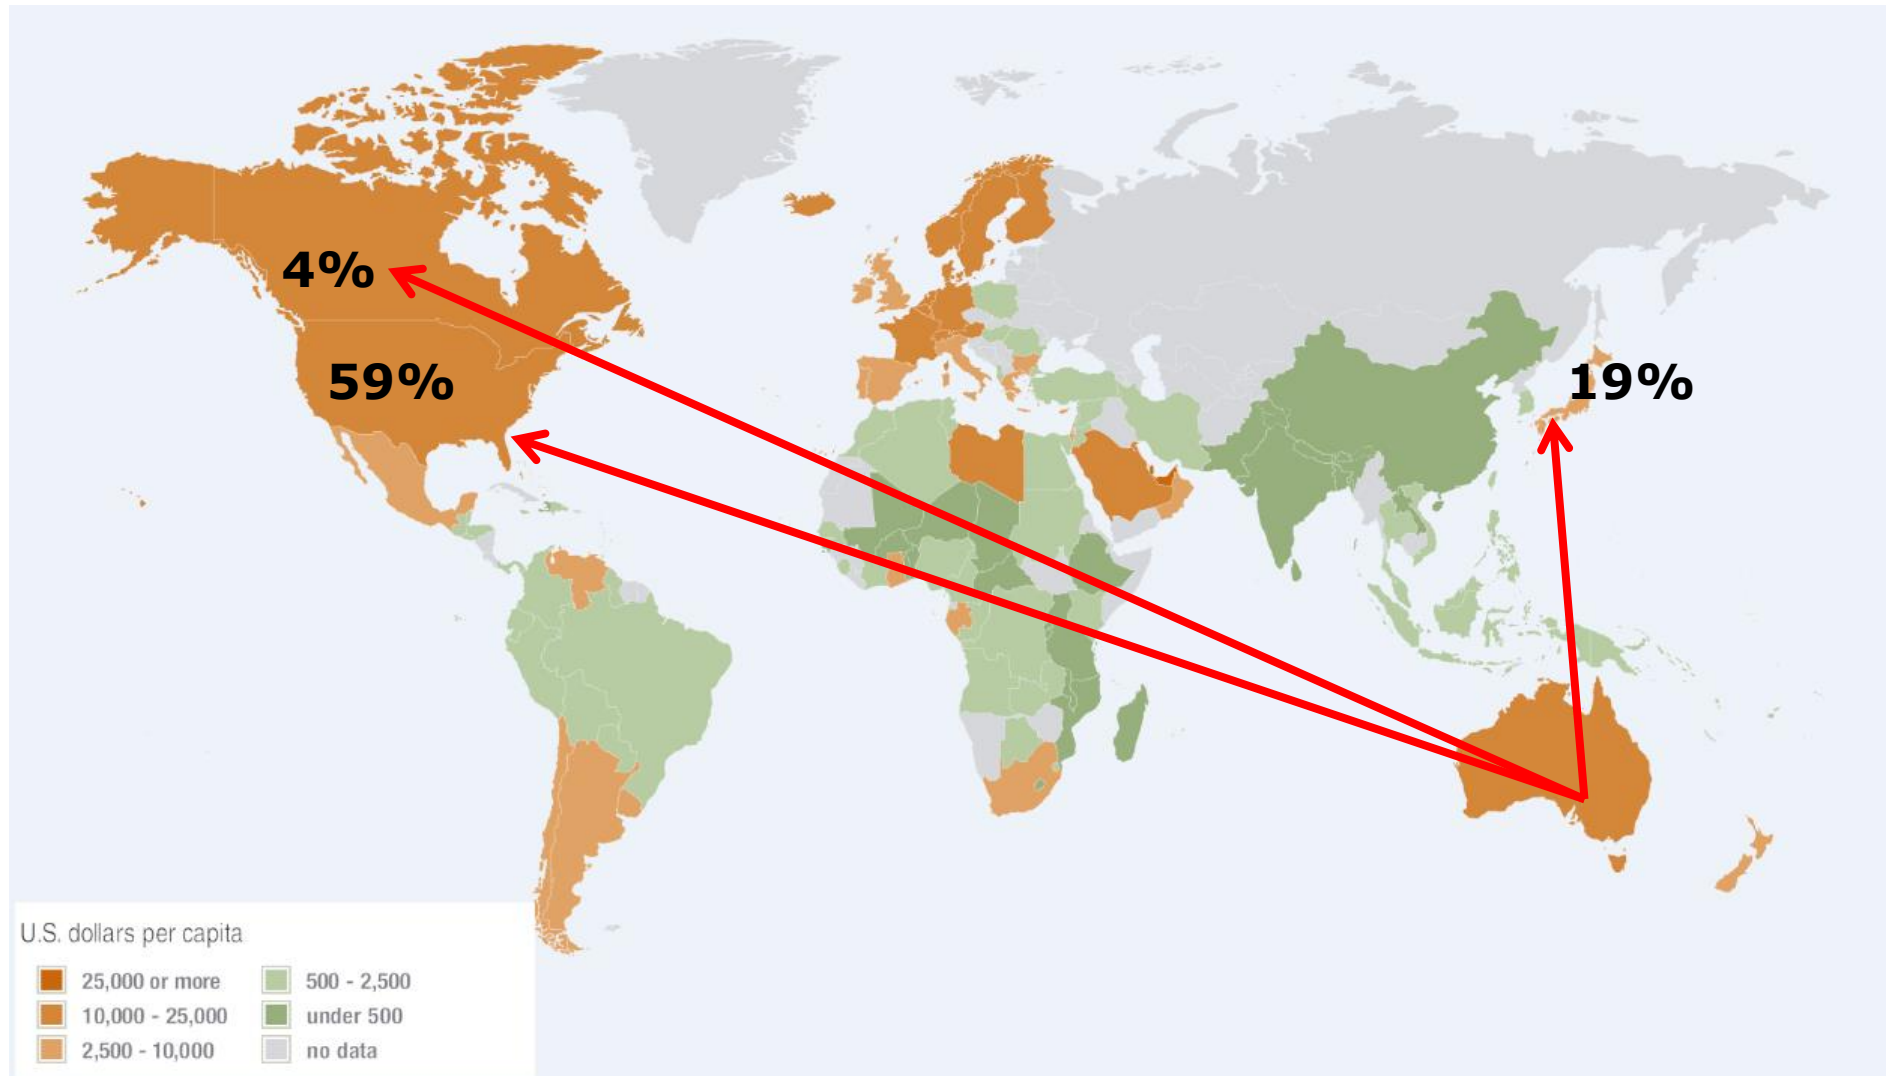 4%
59%
19%
U.S. dollars per capita
25,000 or more
10,000 - 25,000
2,500 - 10,000
500 - 2,500
under 500
no data